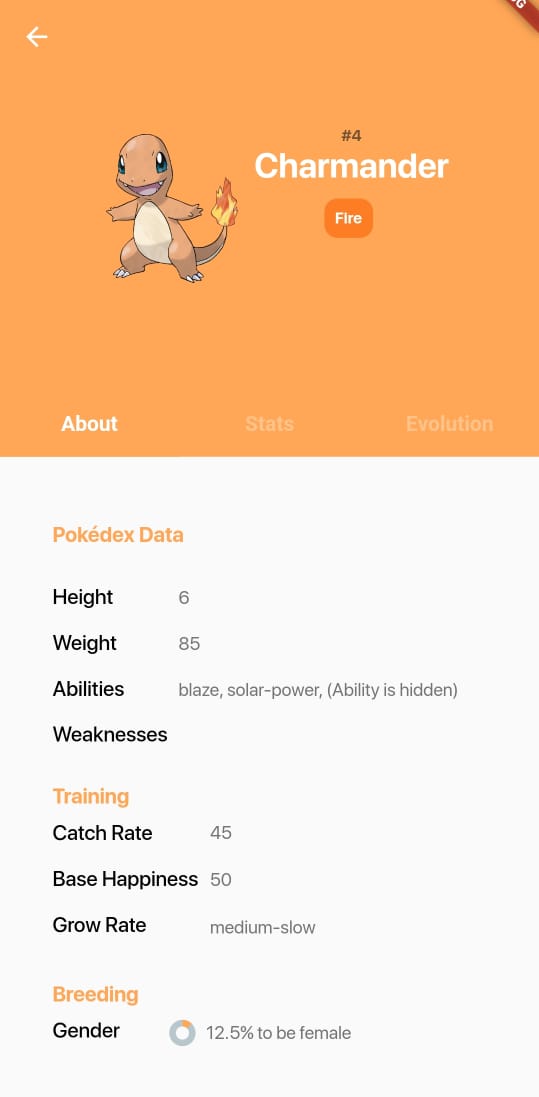 #4
Charmander
Fire
About Stats Evolution
Pokédex Data
Height 6
Weight 85
Abilities blaze, solar-power, (Ability is hidden)
Weaknesses
Training
Catch Rate 45
Base Happiness 50
Grow Rate medium-slow
Breeding
Gender 12.5% to be female